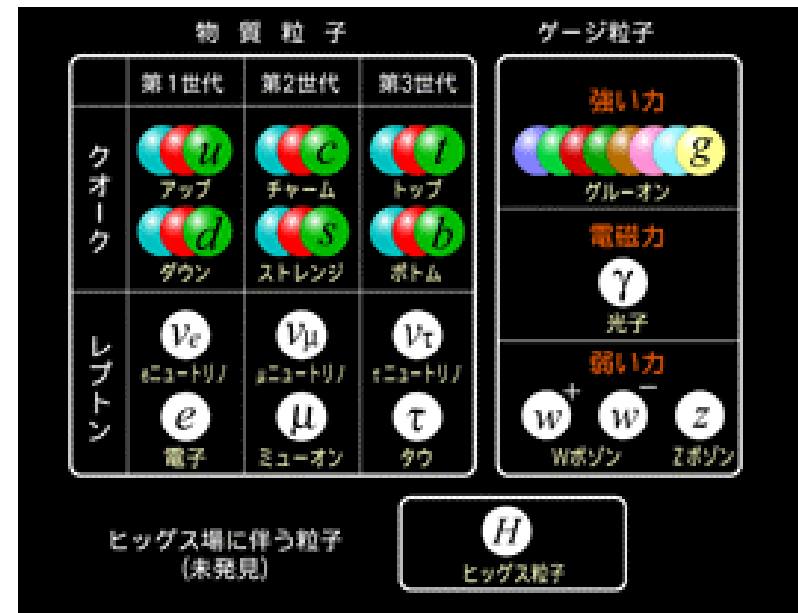 物質粒子
ゲージ粒子
第1世代 第2世代 第3世代
クオーク
u c t
アップ チャーム トップ
d s b
ダウン ストレンジ ボトム
レプトン
νe νμ ντ
eニュートリノ μニュートリノ τニュートリノ
e μ τ
電子 ミューオン タウ
強い力
g
グルーオン
電磁力
γ
光子
弱い力
W+ W- Z
Wボゾン Zボゾン
ヒッグス場に伴う粒子
(未発見)
H
ヒッグス粒子